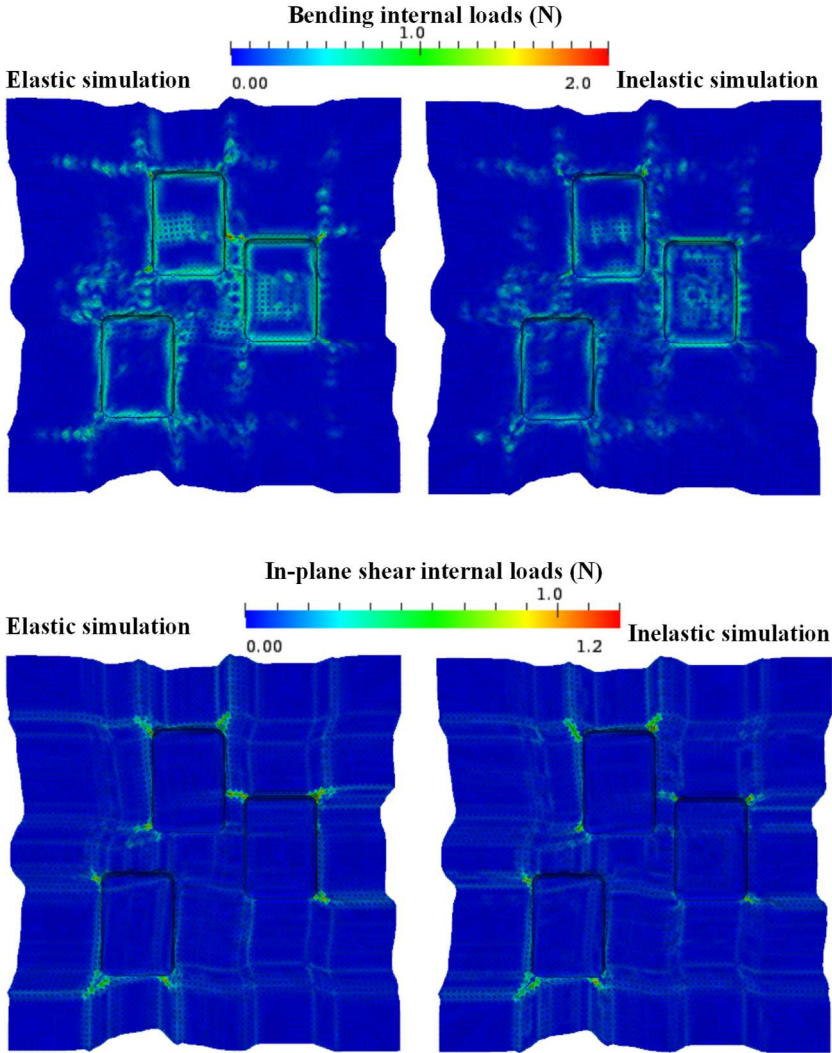 Bending internal loads (N)
1.0
Elastic simulation
0.00
2.0
Inelastic simulation
In-plane shear internal loads (N)
1.0
Elastic simulation
0.00
1.2
Inelastic simulation